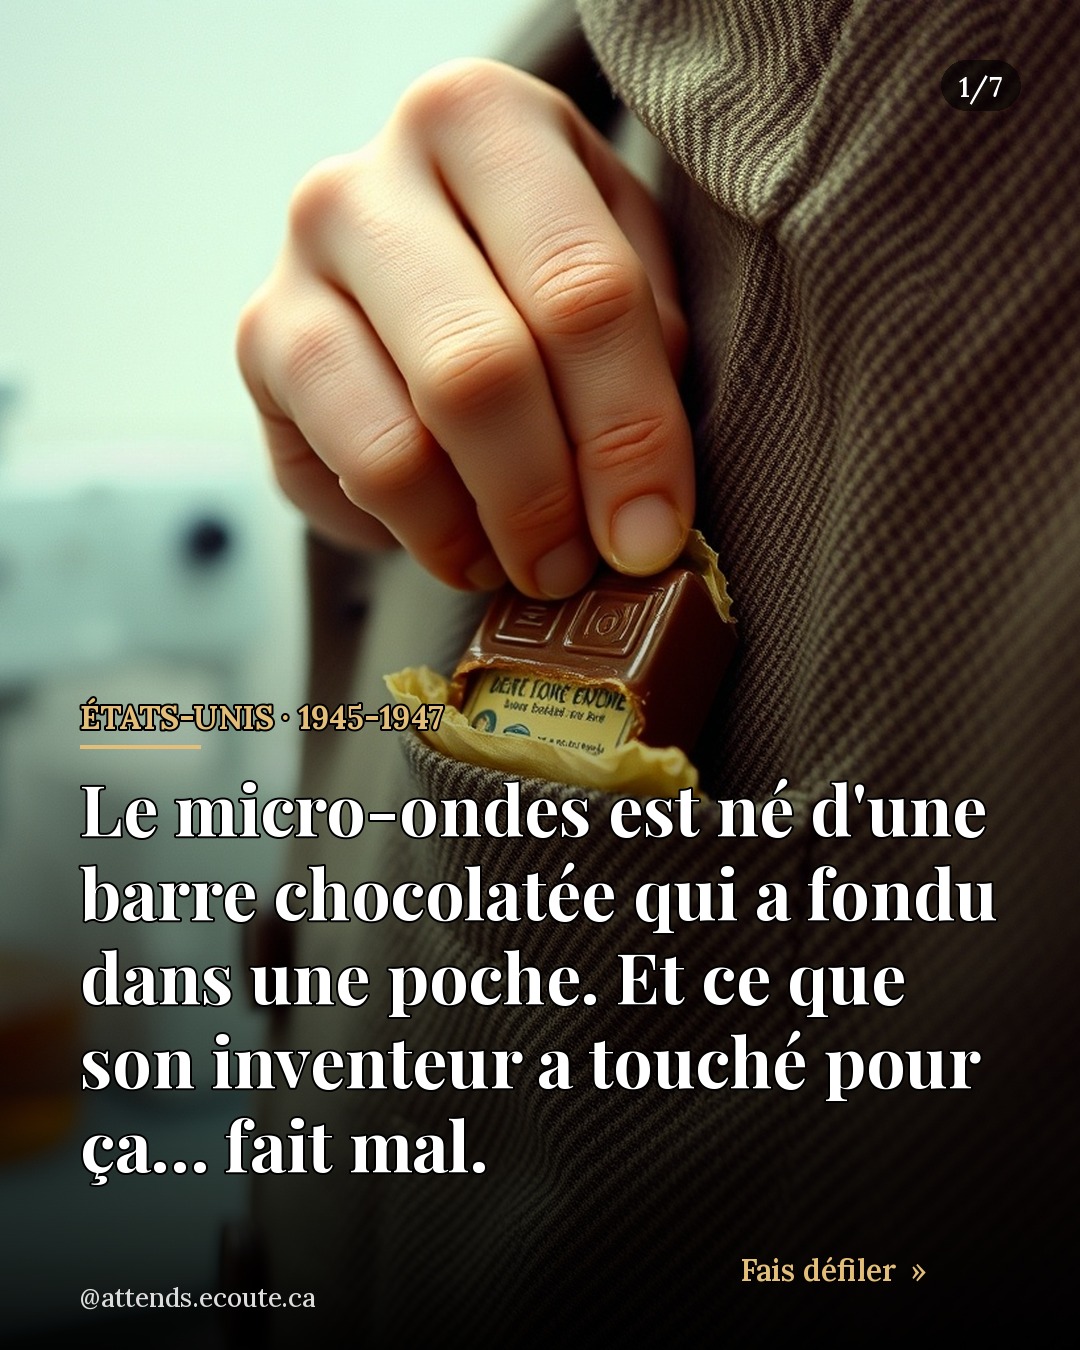 1/7
ÉTATS-UNIS · 1945-1947
Le micro-ondes est né d'une
barre chocolatée qui a fondu
dans une poche. Et ce que
son inventeur a touché pour
ça... fait mal.
Fais défiler »
@attends.ecoute.ca